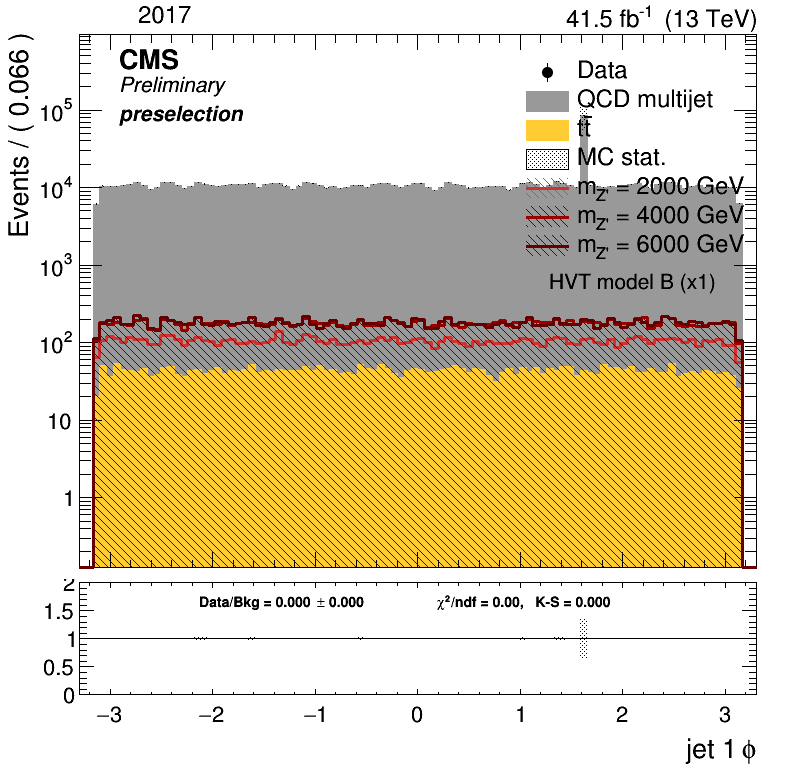 2017
41.5 fb⁻¹ (13 TeV)
CMS
Preliminary
preselection
Events / ( 0.066 )
Data
QCD multijet
tt̄
MC stat.
m_Z' = 2000 GeV
m_Z' = 4000 GeV
m_Z' = 6000 GeV
HVT model B (x1)
10⁵
10⁴
10³
10²
10
1
Data/Bkg = 0.000 ± 0.000
χ²/ndf = 0.00, K-S = 0.000
2
1.5
1
0.5
0
−3 −2 −1 0 1 2 3
jet 1 ϕ